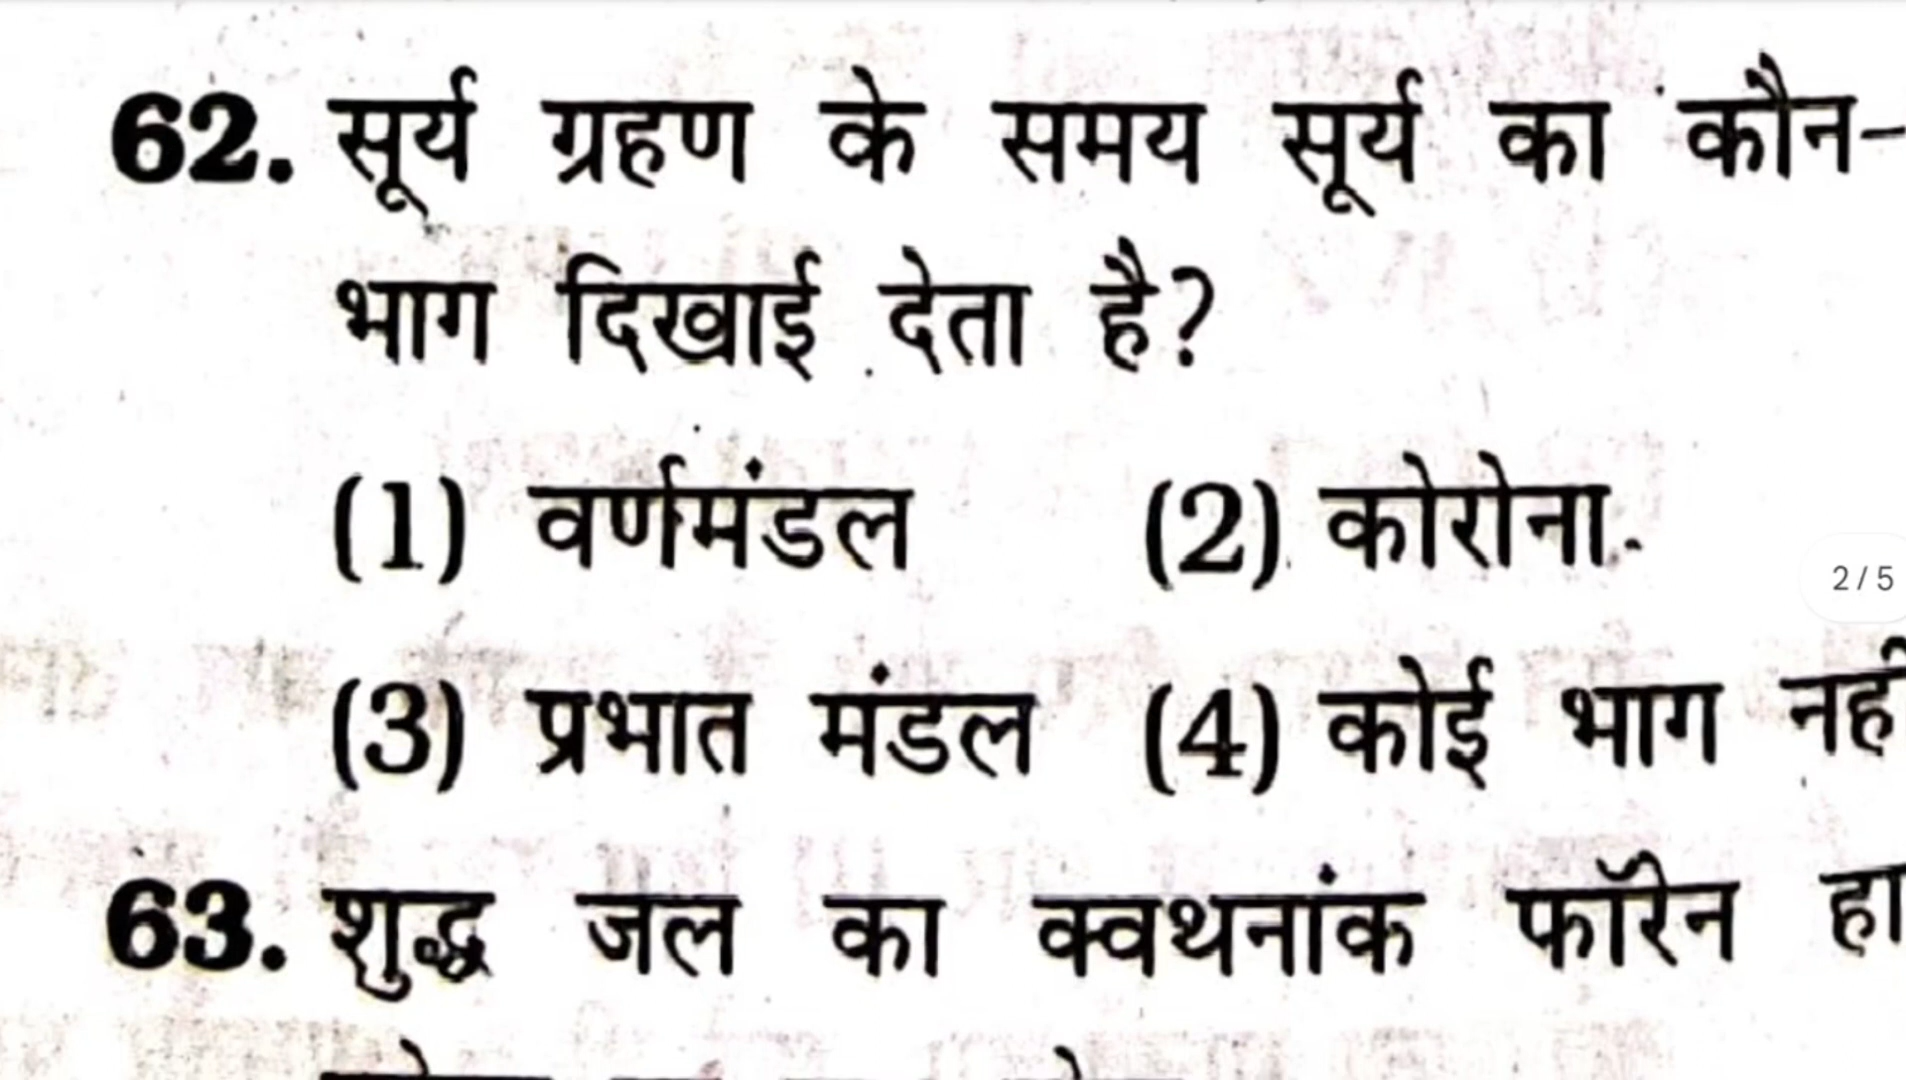 62. सूर्य ग्रहण के समय सूर्य का कौन-
भाग दिखाई देता है?
(1) वर्णमंडल (2) कोरोना
2 / 5
(3) प्रभात मंडल (4) कोई भाग
63. शुद्ध जल का क्वथनांक फॉरेन